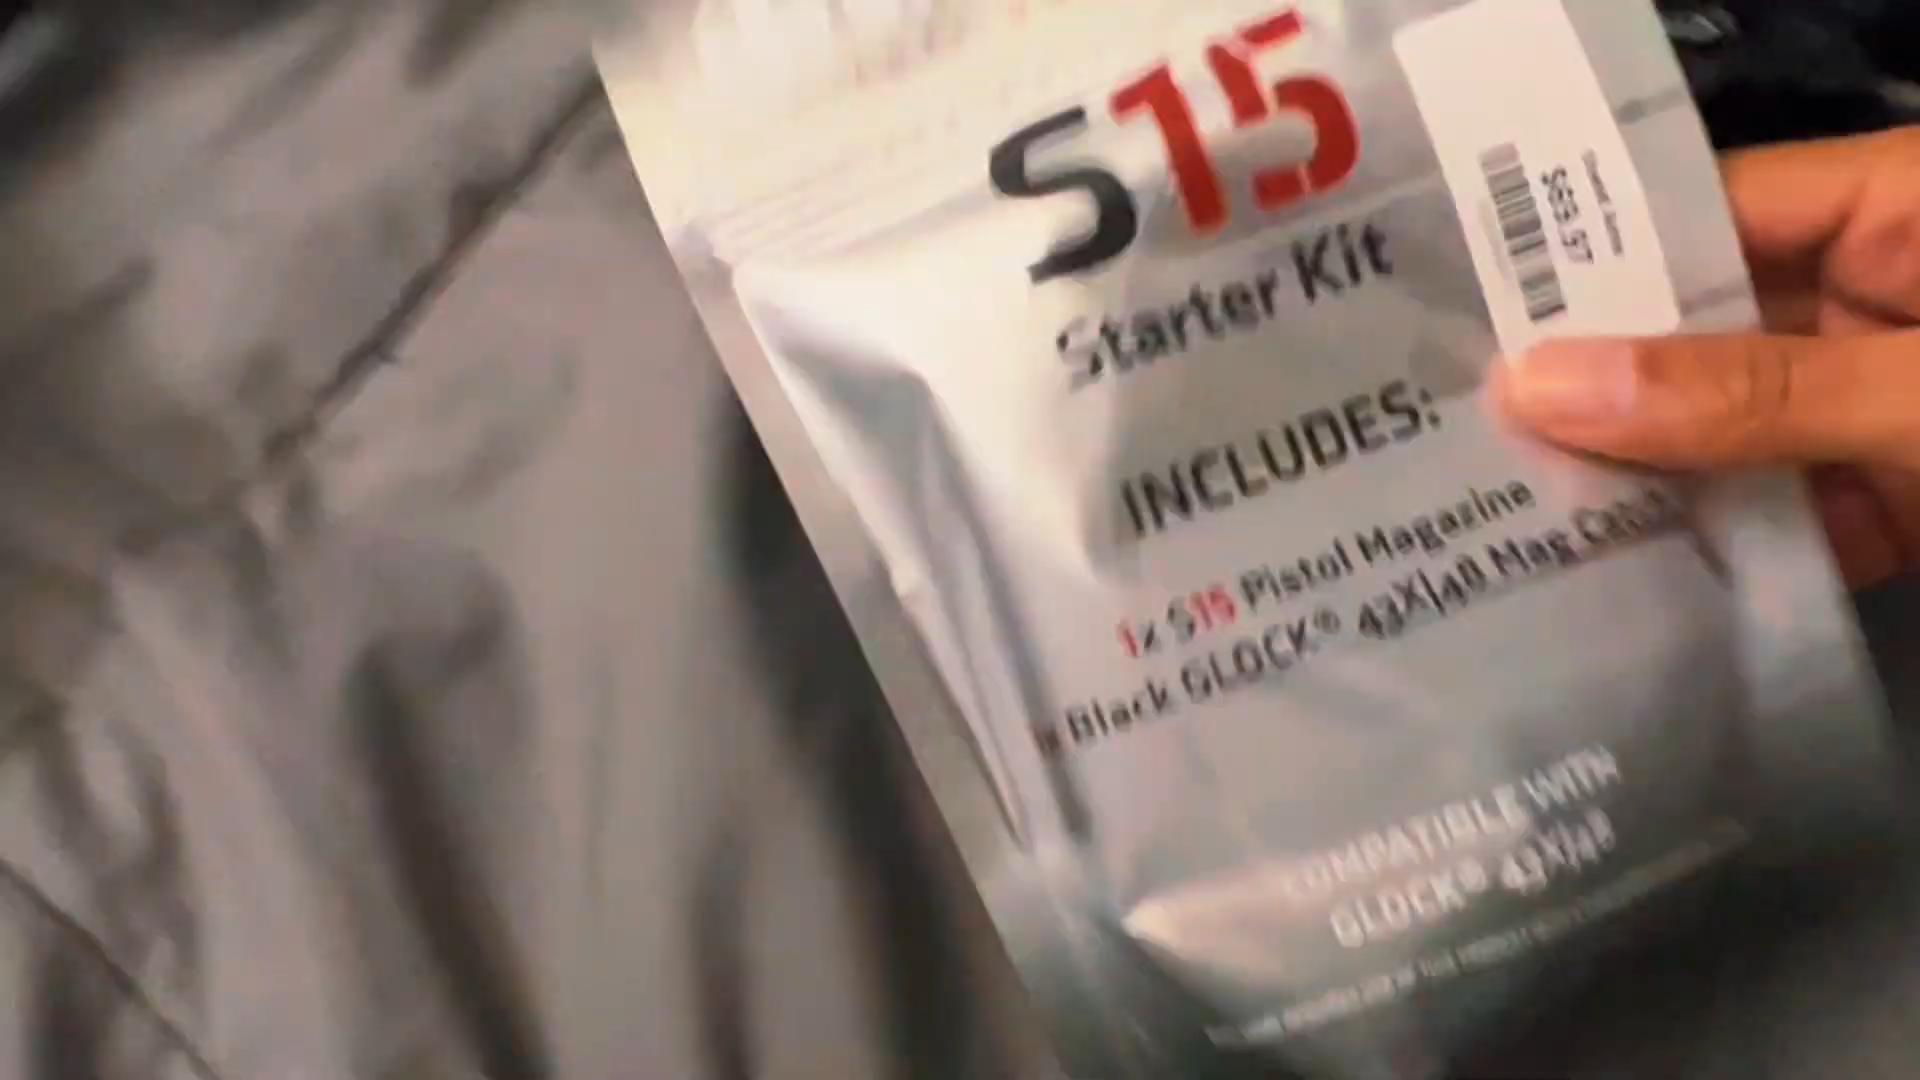 S15
Starter Kit
INCLUDES:
1x S15 Pistol Magazine
Black GLOCK® 43X|48 Mag Catch
COMPATIBLE WITH
GLOCK® 43X/48